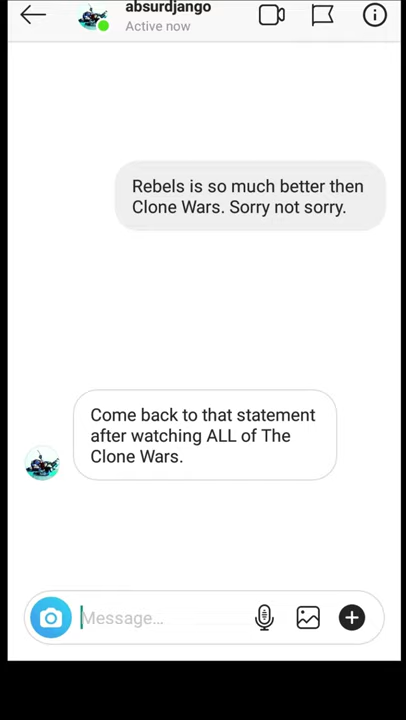 absurdjango
Active now
Rebels is so much better then
Clone Wars. Sorry not sorry.
Come back to that statement
after watching ALL of The
Clone Wars.
Message...